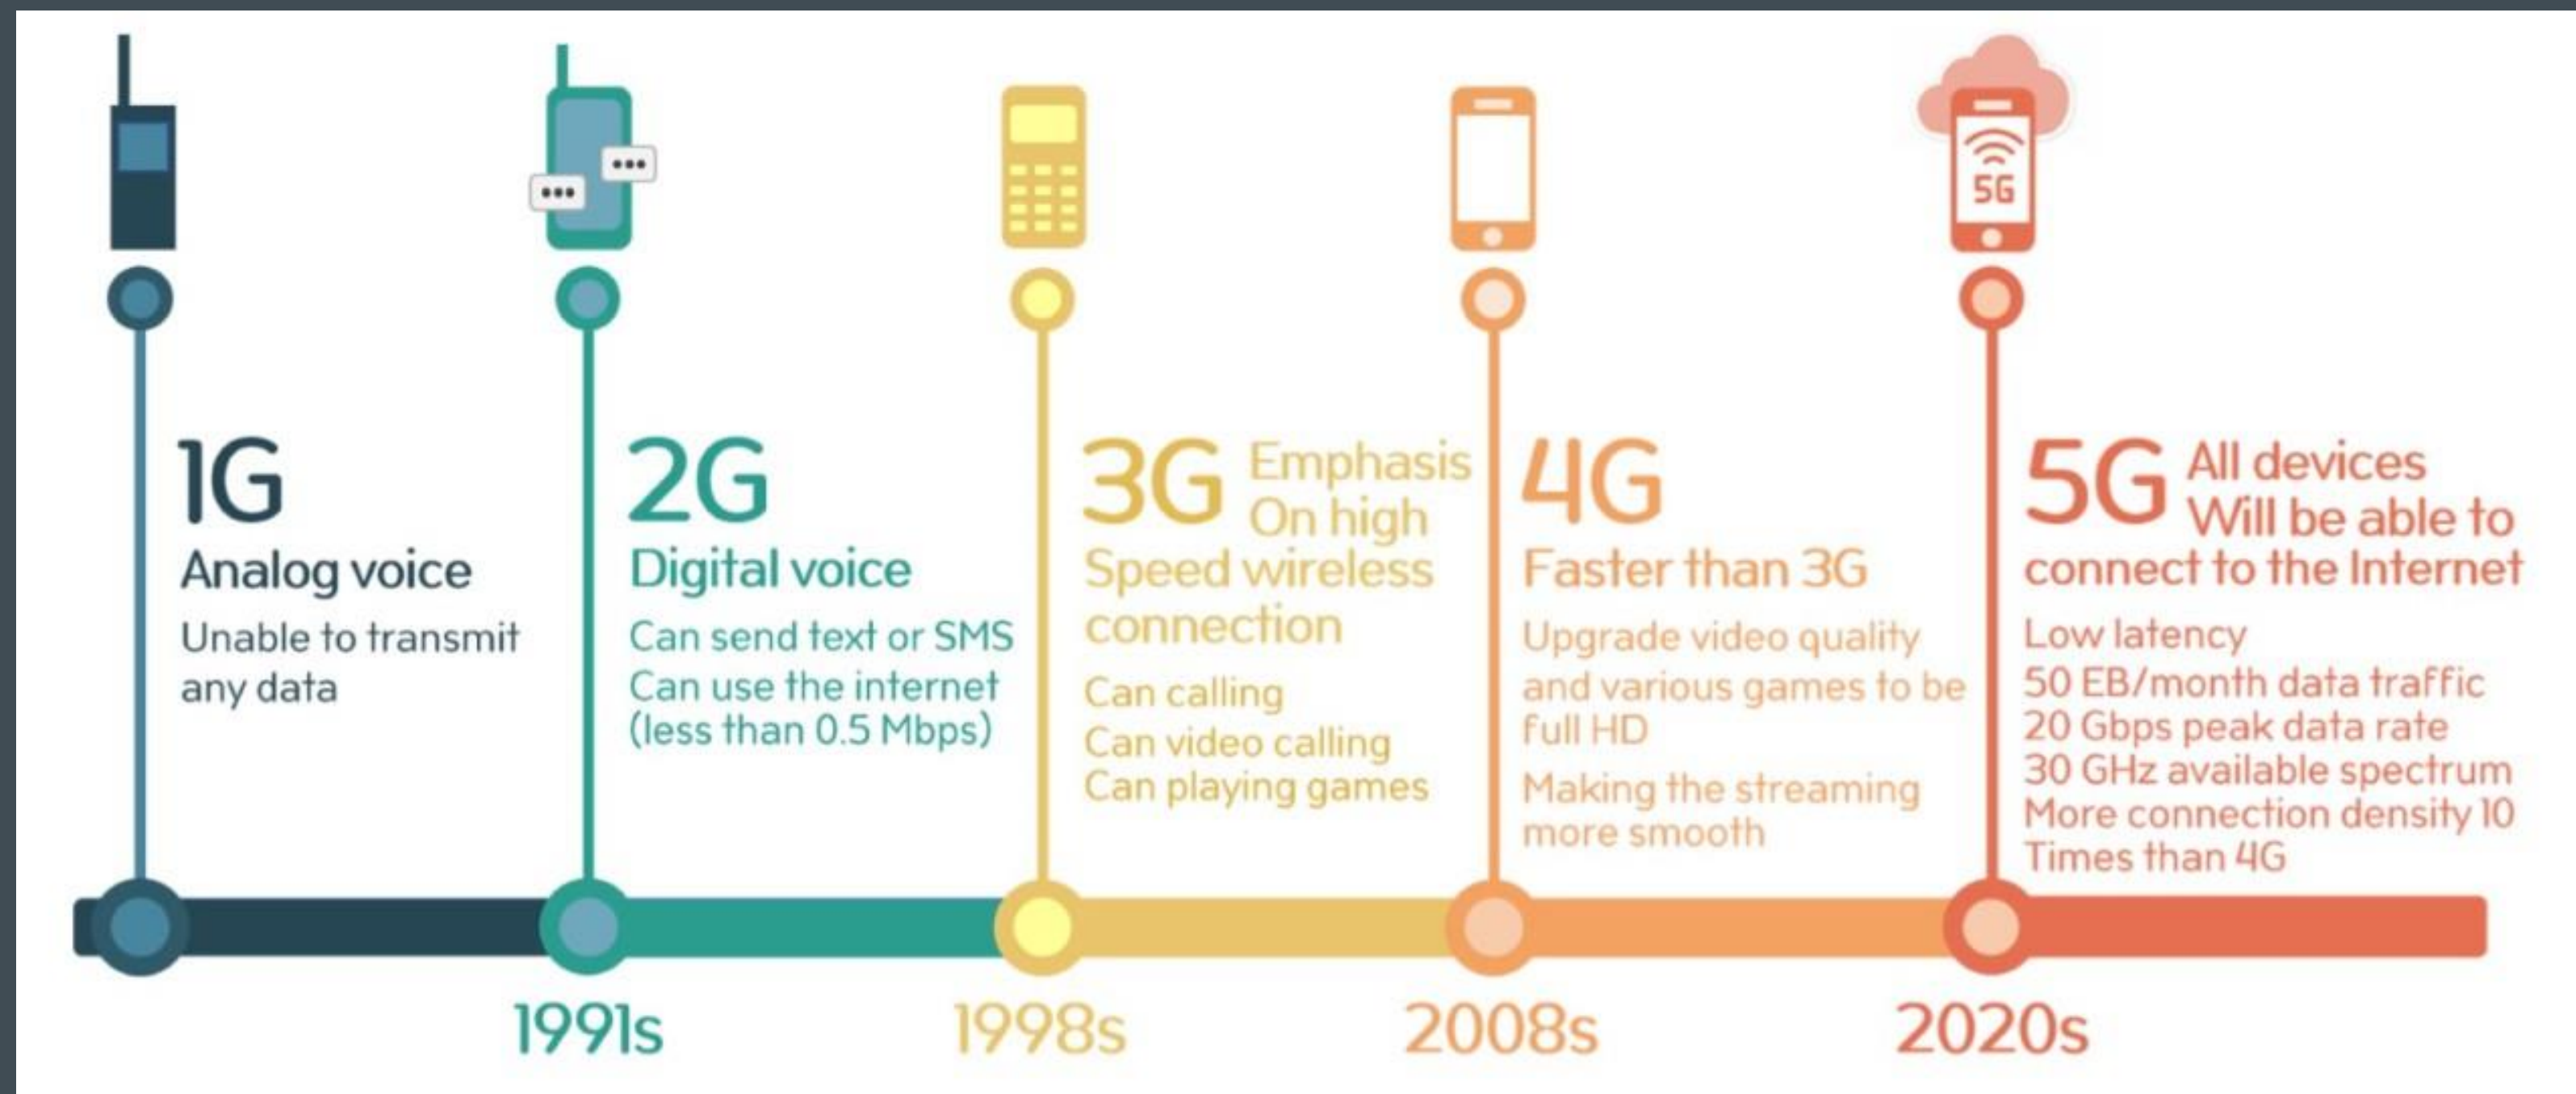 1G
Analog voice
Unable to transmit
any data
2G
Digital voice
Can send text or SMS
Can use the internet
(less than 0.5 Mbps)
1991s
3G Emphasis
On high
Speed wireless
connection
Can calling
Can video calling
Can playing games
1998s
4G
Faster than 3G
Upgrade video quality
and various games to be
full HD
Making the streaming
more smooth
2008s
5G
5G All devices
Will be able to
connect to the Internet
Low latency
50 EB/month data traffic
20 Gbps peak data rate
30 GHz available spectrum
More connection density 10
Times than 4G
2020s